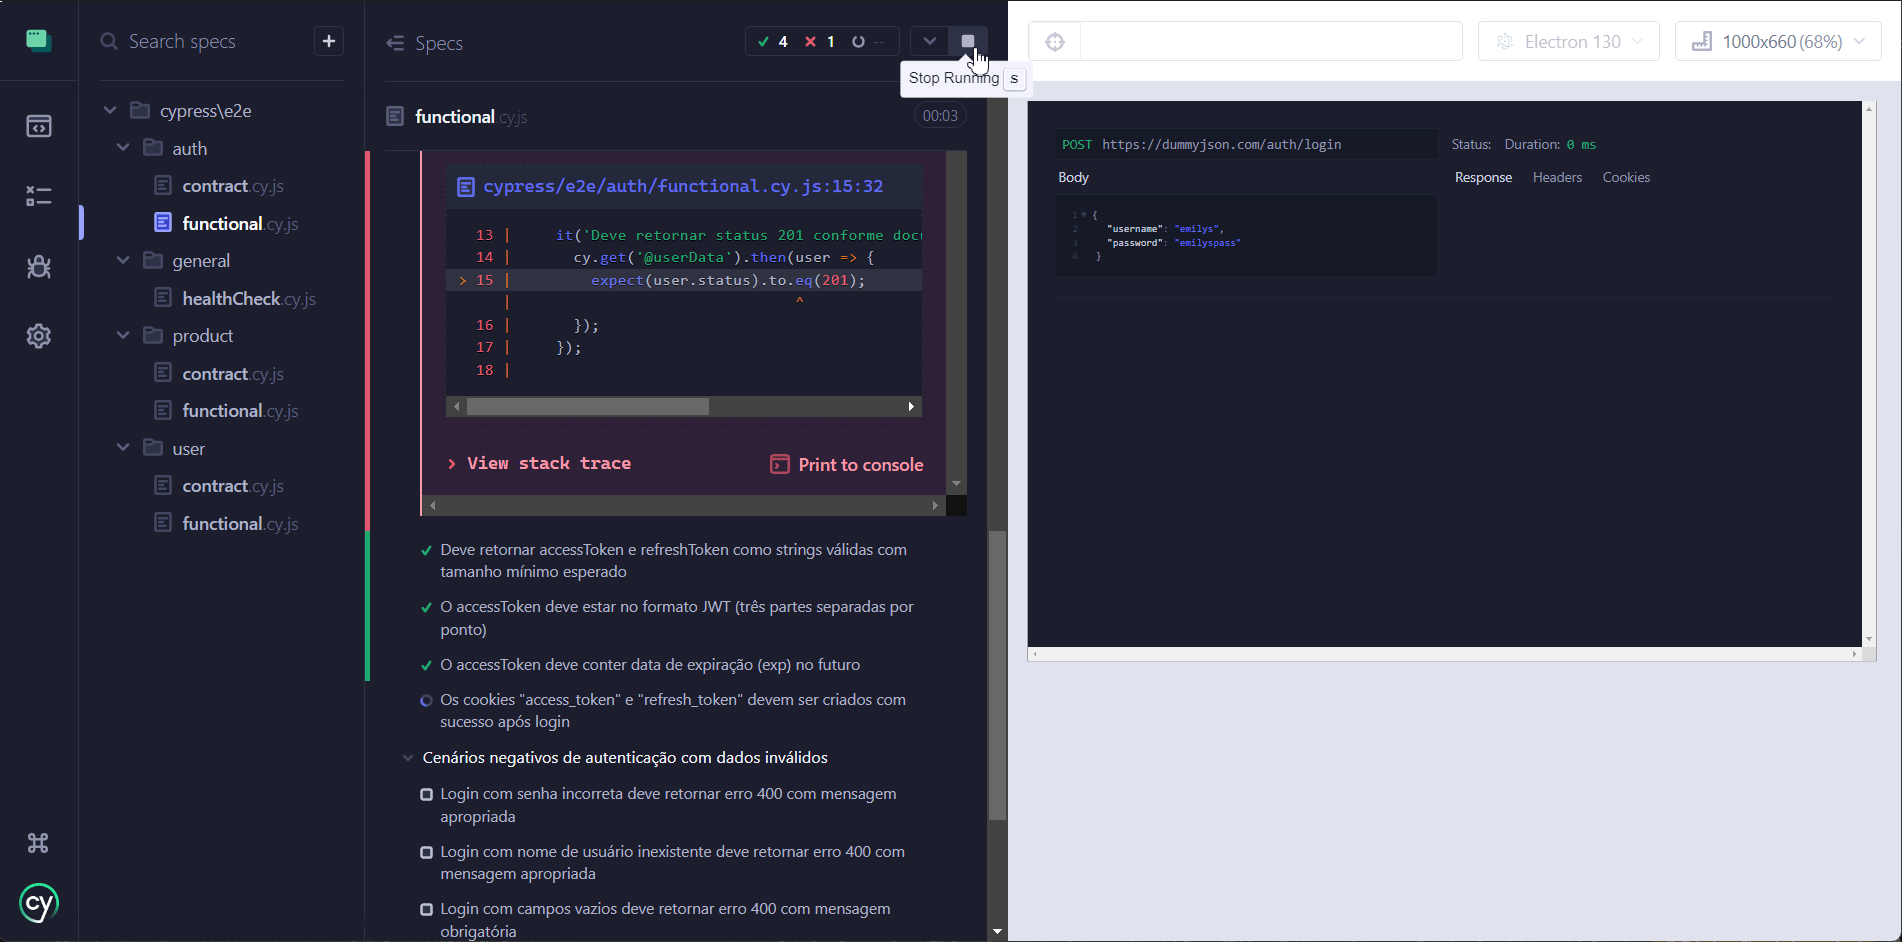 Search specs
+
cypress\e2e
auth
contract.cy.js
functional.cy.js
general
healthCheck.cy.js
product
contract.cy.js
functional.cy.js
user
contract.cy.js
functional.cy.js
cy
Specs
4 1 --
Stop Running s
functional.cy.js
00:03
cypress/e2e/auth/functional.cy.js:15:32
13 | it('Deve retornar status 201 conforme doc
14 | cy.get('@userData').then(user => {
> 15 | expect(user.status).to.eq(201);
| ^
16 | });
17 | });
18 |
> View stack trace
Print to console
Deve retornar accessToken e refreshToken como strings válidas com
tamanho mínimo esperado
O accessToken deve estar no formato JWT (três partes separadas por
ponto)
O accessToken deve conter data de expiração (exp) no futuro
Os cookies "access_token" e "refresh_token" devem ser criados com
sucesso após login
Cenários negativos de autenticação com dados inválidos
Login com senha incorreta deve retornar erro 400 com mensagem
apropriada
Login com nome de usuário inexistente deve retornar erro 400 com
mensagem apropriada
Login com campos vazios deve retornar erro 400 com mensagem
obrigatória
Electron 130
1000x660 (68%)
POST https://dummyjson.com/auth/login
Status: Duration: 0 ms
Body
Response Headers Cookies
1 {
2 "username": "emilys",
3 "password": "emilyspass"
4 }